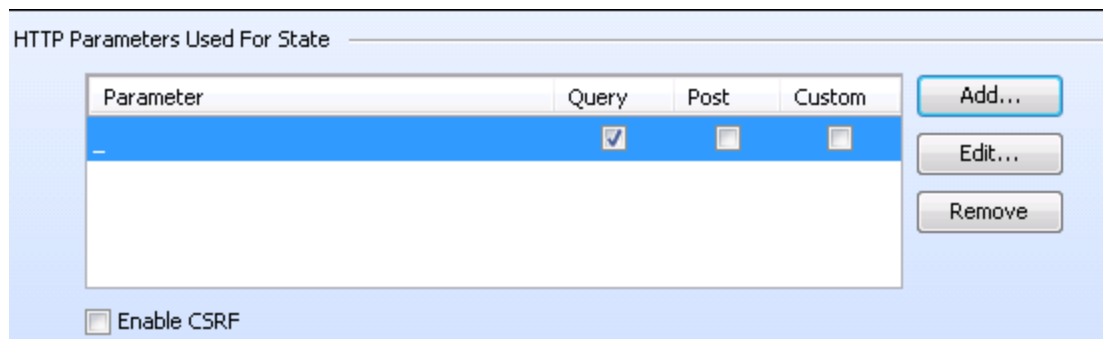 HTTP Parameters Used For State
Parameter Query Post Custom
Add...
_
Edit...
Remove
Enable CSRF